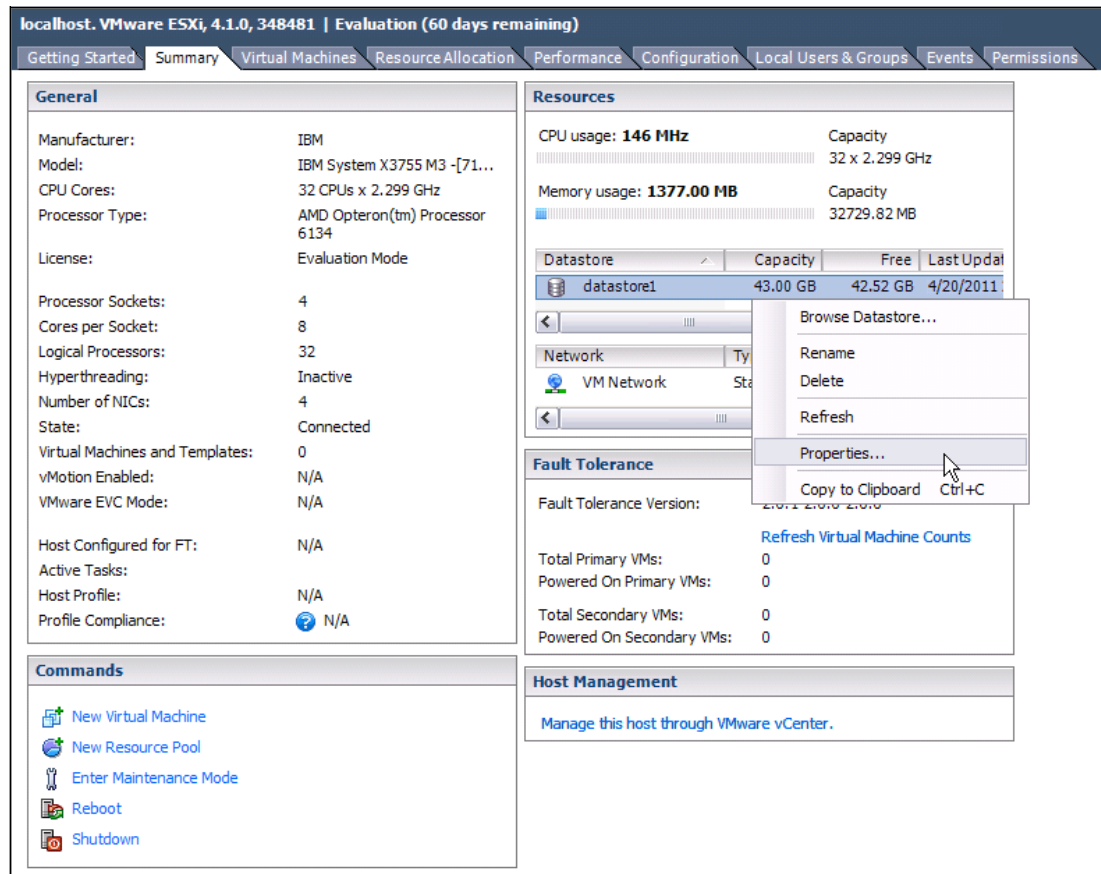 localhost. VMware ESXi, 4.1.0, 348481 | Evaluation (60 days remaining)
Getting Started Summary Virtual Machines Resource Allocation Performance Configuration Local Users & Groups Events Permissions
General
Manufacturer: IBM
Model: IBM System X3755 M3 -[71...
CPU Cores: 32 CPUs x 2.299 GHz
Processor Type: AMD Opteron(tm) Processor
6134
License: Evaluation Mode
Processor Sockets: 4
Cores per Socket: 8
Logical Processors: 32
Hyperthreading: Inactive
Number of NICs: 4
State: Connected
Virtual Machines and Templates: 0
vMotion Enabled: N/A
VMware EVC Mode: N/A
Host Configured for FT: N/A
Active Tasks:
Host Profile: N/A
Profile Compliance: N/A
Commands
New Virtual Machine
New Resource Pool
Enter Maintenance Mode
Reboot
Shutdown
Resources
CPU usage: 146 MHz Capacity
32 x 2.299 GHz
Memory usage: 1377.00 MB Capacity
32729.82 MB
Datastore Capacity Free Last Updat
datastore1 43.00 GB 42.52 GB 4/20/2011
Network Ty
VM Network Sta
Browse Datastore...
Rename
Delete
Refresh
Properties...
Copy to Clipboard Ctrl+C
Fault Tolerance
Fault Tolerance Version:
Refresh Virtual Machine Counts
Total Primary VMs: 0
Powered On Primary VMs: 0
Total Secondary VMs: 0
Powered On Secondary VMs: 0
Host Management
Manage this host through VMware vCenter.